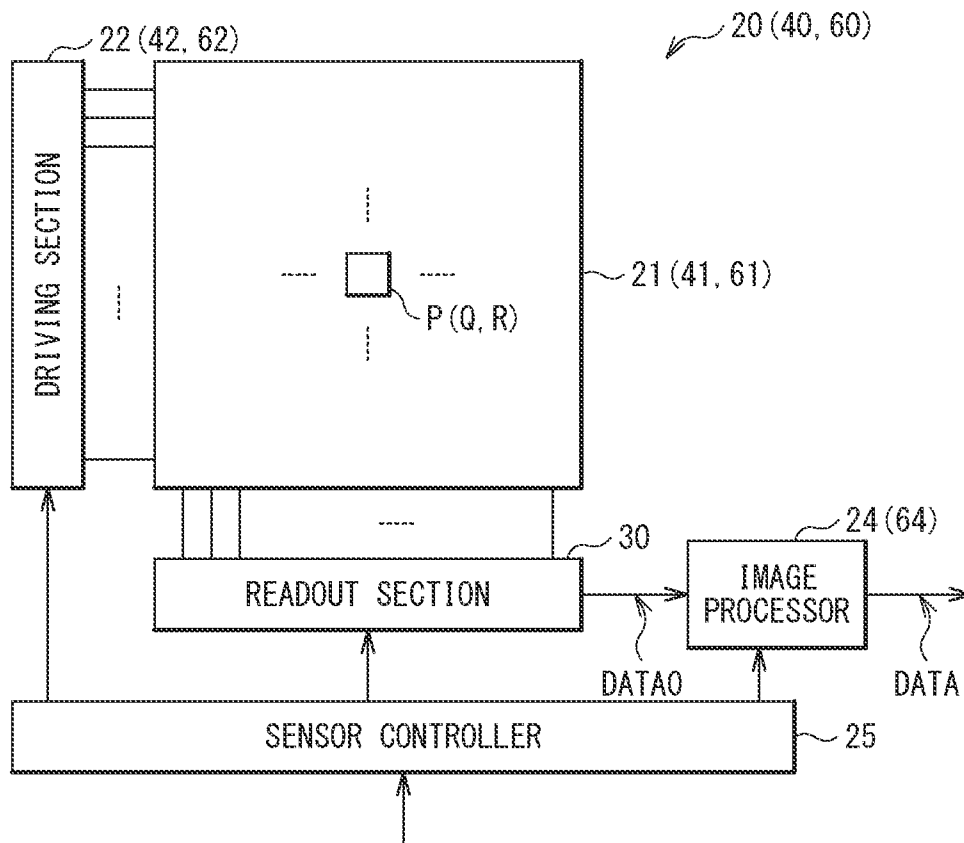 22(42, 62)
20(40, 60)
DRIVING SECTION
21(41, 61)
P(Q, R)
24(64)
30
READOUT SECTION
IMAGE
PROCESSOR
DATA0
DATA
SENSOR CONTROLLER
25